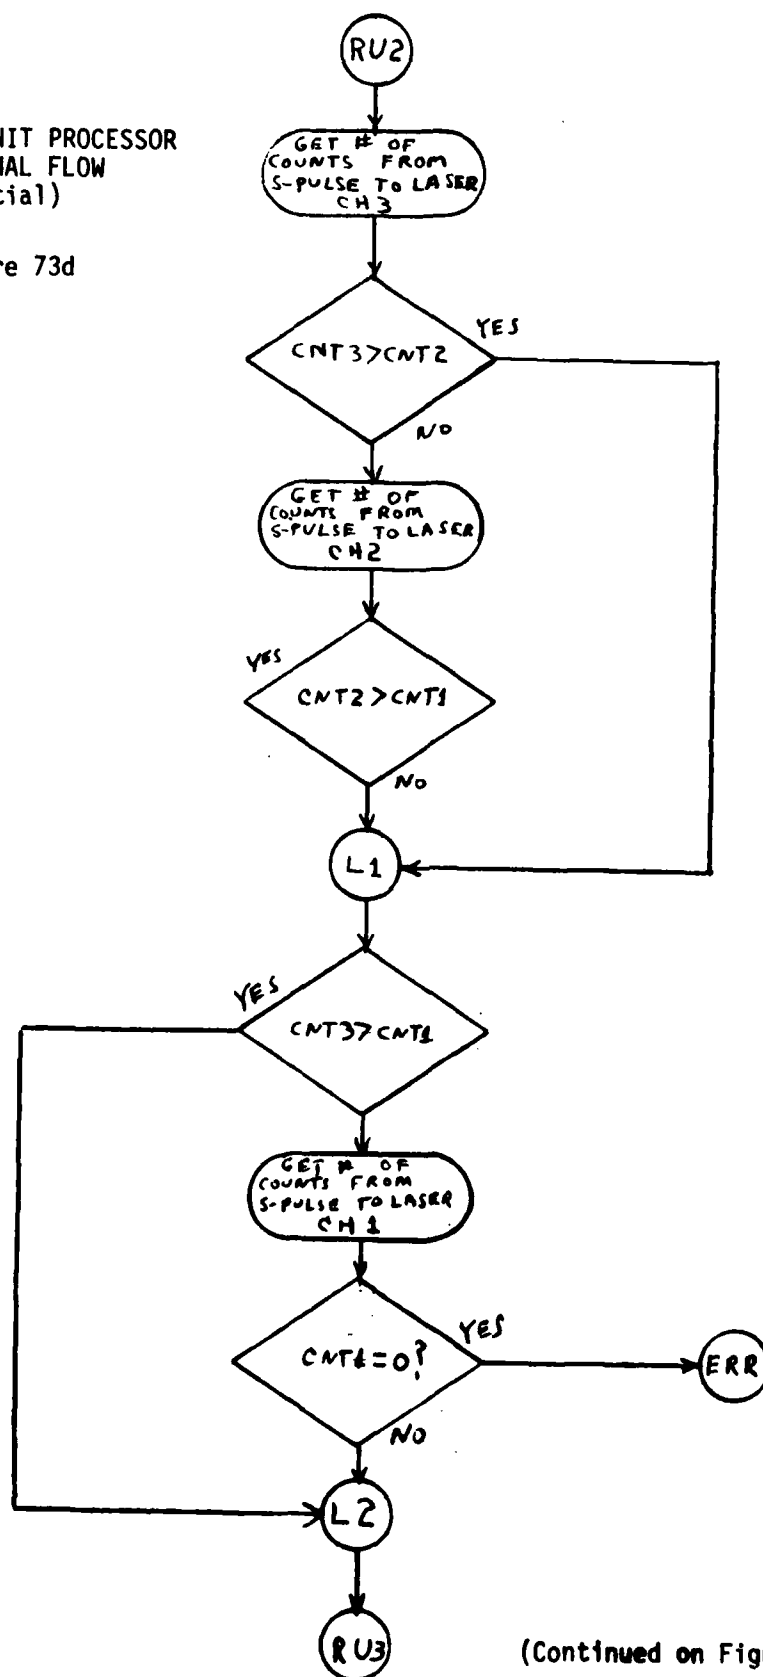 RU2
NIT PROCESSOR
NAL FLOW
cial)
re 73d
GET # OF
COUNTS FROM
S-PULSE TO LASER
CH3
CNT3>CNT2
YES
NO
GET # OF
COUNTS FROM
S-PULSE TO LASER
CH2
YES
CNT2>CNT1
NO
L1
YES
CNT3>CNT1
GET # OF
COUNTS FROM
S-PULSE TO LASER
CH1
CNT1=0?
YES
ERR
NO
L2
RU3
(Continued on Fig